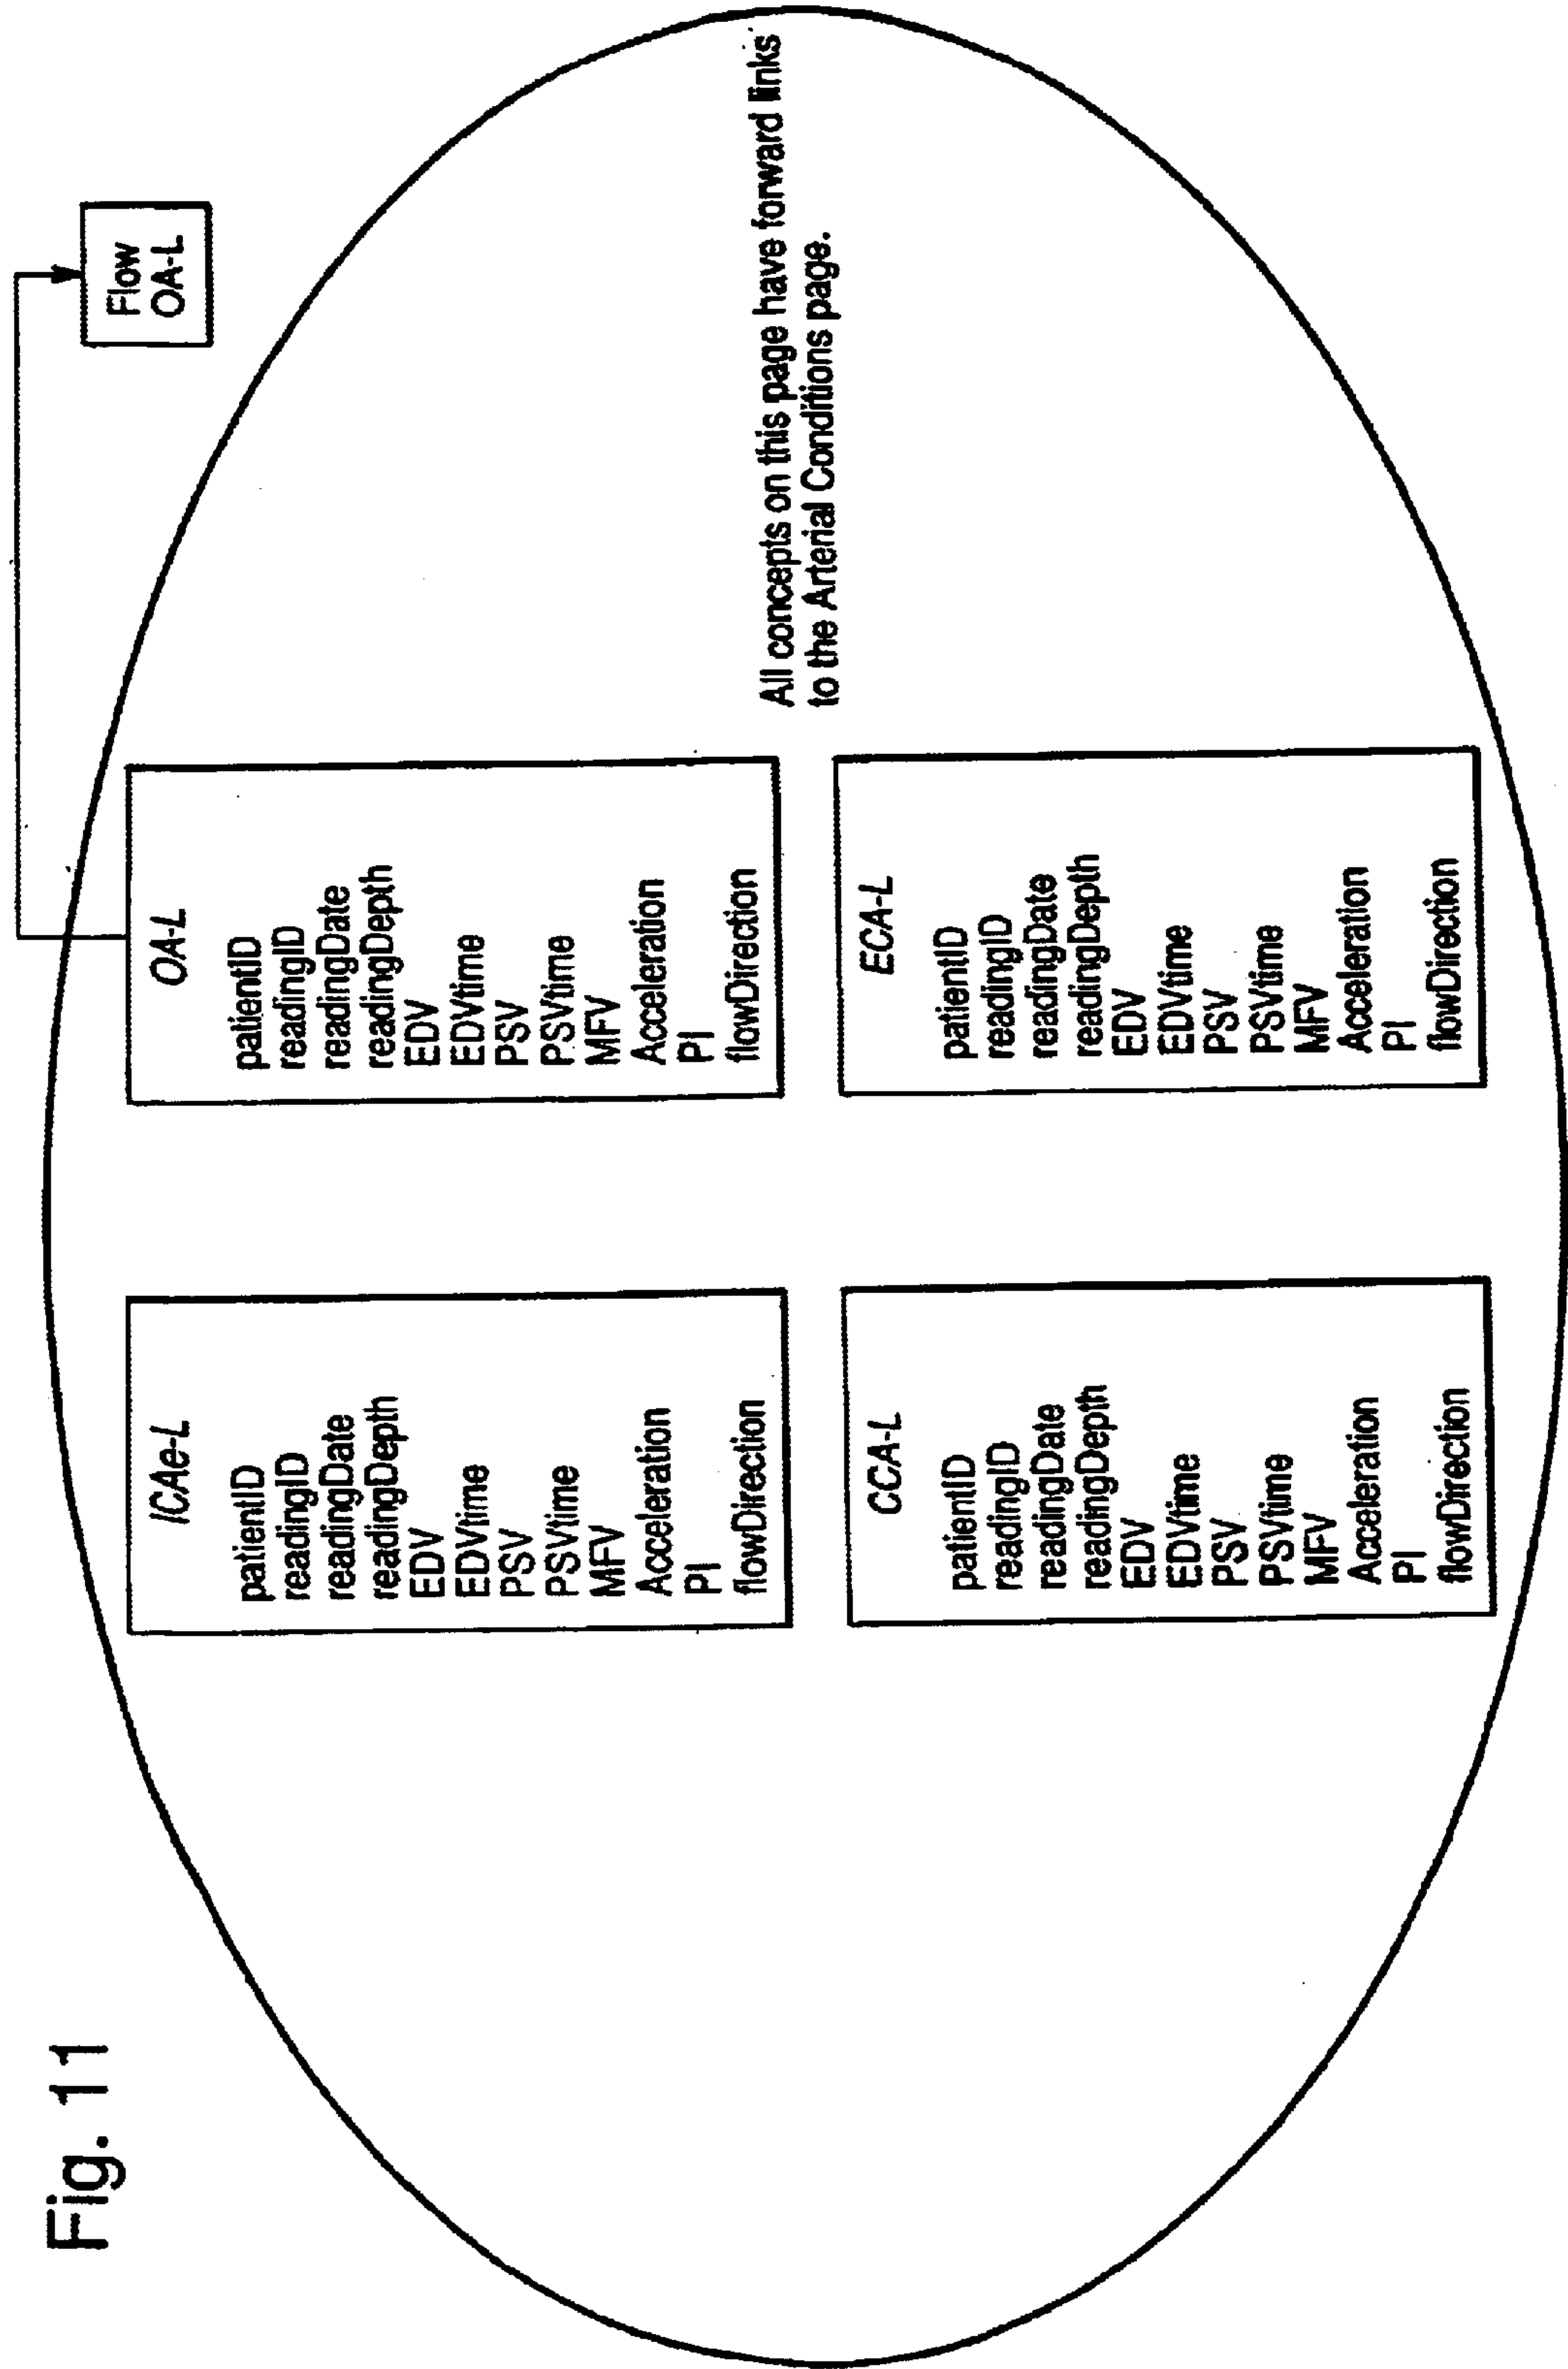 Fig. 11
Flow
OA-L
ICAe-L
patientID
readingID
readingDate
readingDepth
EDV
EDVtime
PSV
PSVtime
MFV
Acceleration
PI
flowDirection
OA-L
patientID
readingID
readingDate
readingDepth
EDV
EDVtime
PSV
PSVtime
MFV
Acceleration
PI
flowDirection
All concepts on this page have forward links
to the Arterial Conditions page.
CCA-L
patientID
readingID
readingDate
readingDepth
EDV
EDVtime
PSV
PSVtime
MFV
Acceleration
PI
flowDirection
ECA-L
patientID
readingID
readingDate
readingDepth
EDV
EDVtime
PSV
PSVtime
MFV
Acceleration
PI
flowDirection